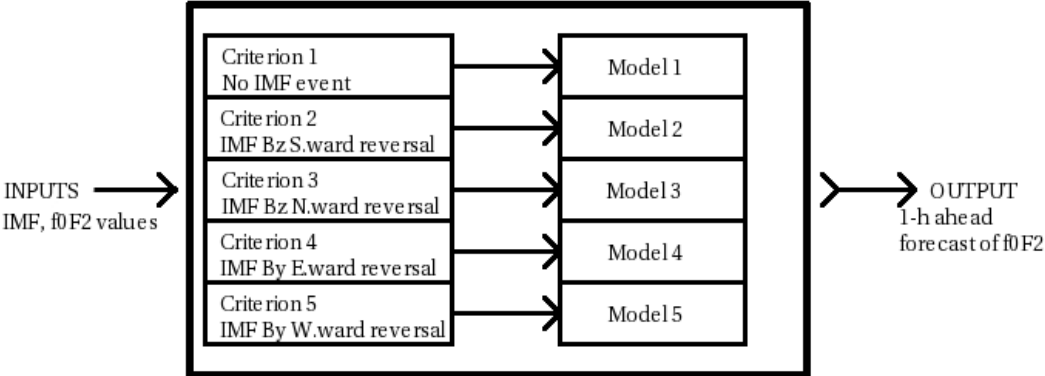 Criterion 1
No IMF event
Model 1
Criterion 2
IMF Bz S.ward reversal
Model 2
INPUTS
IMF, f0F2 values
Criterion 3
IMF Bz N.ward reversal
Model 3
OUTPUT
1-h ahead
forecast of f0F2
Criterion 4
IMF By E.ward reversal
Model 4
Criterion 5
IMF By W.ward reversal
Model 5